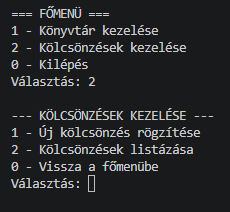 === FŐMENÜ ===
1 - Könyvtár kezelése
2 - Kölcsönzések kezelése
0 - Kilépés
Választás: 2
--- KÖLCSÖNZÉSEK KEZELÉSE ---
1 - Új kölcsönzés rögzítése
2 - Kölcsönzések listázása
0 - Vissza a főmenübe
Választás: